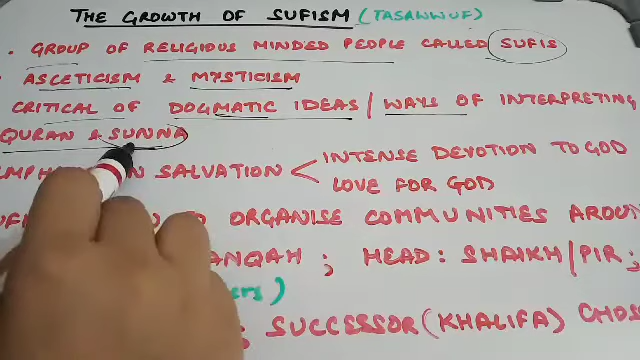 THE GROWTH OF SUFISM (TASAWWUF)
GROUP OF RELIGIOUS MINDED PEOPLE CALLED SUFIS
ASCETICISM & MYSTICISM
CRITICAL OF DOGMATIC IDEAS / WAYS OF INTERPRETING
QURAN & SUNNA
SALVATION < INTENSE DEVOTION TO GOD
LOVE FOR GOD
ORGANISE COMMUNITIES
; HEAD: SHAIKH/PIR;
; SUCCESSOR (KHALIFA)